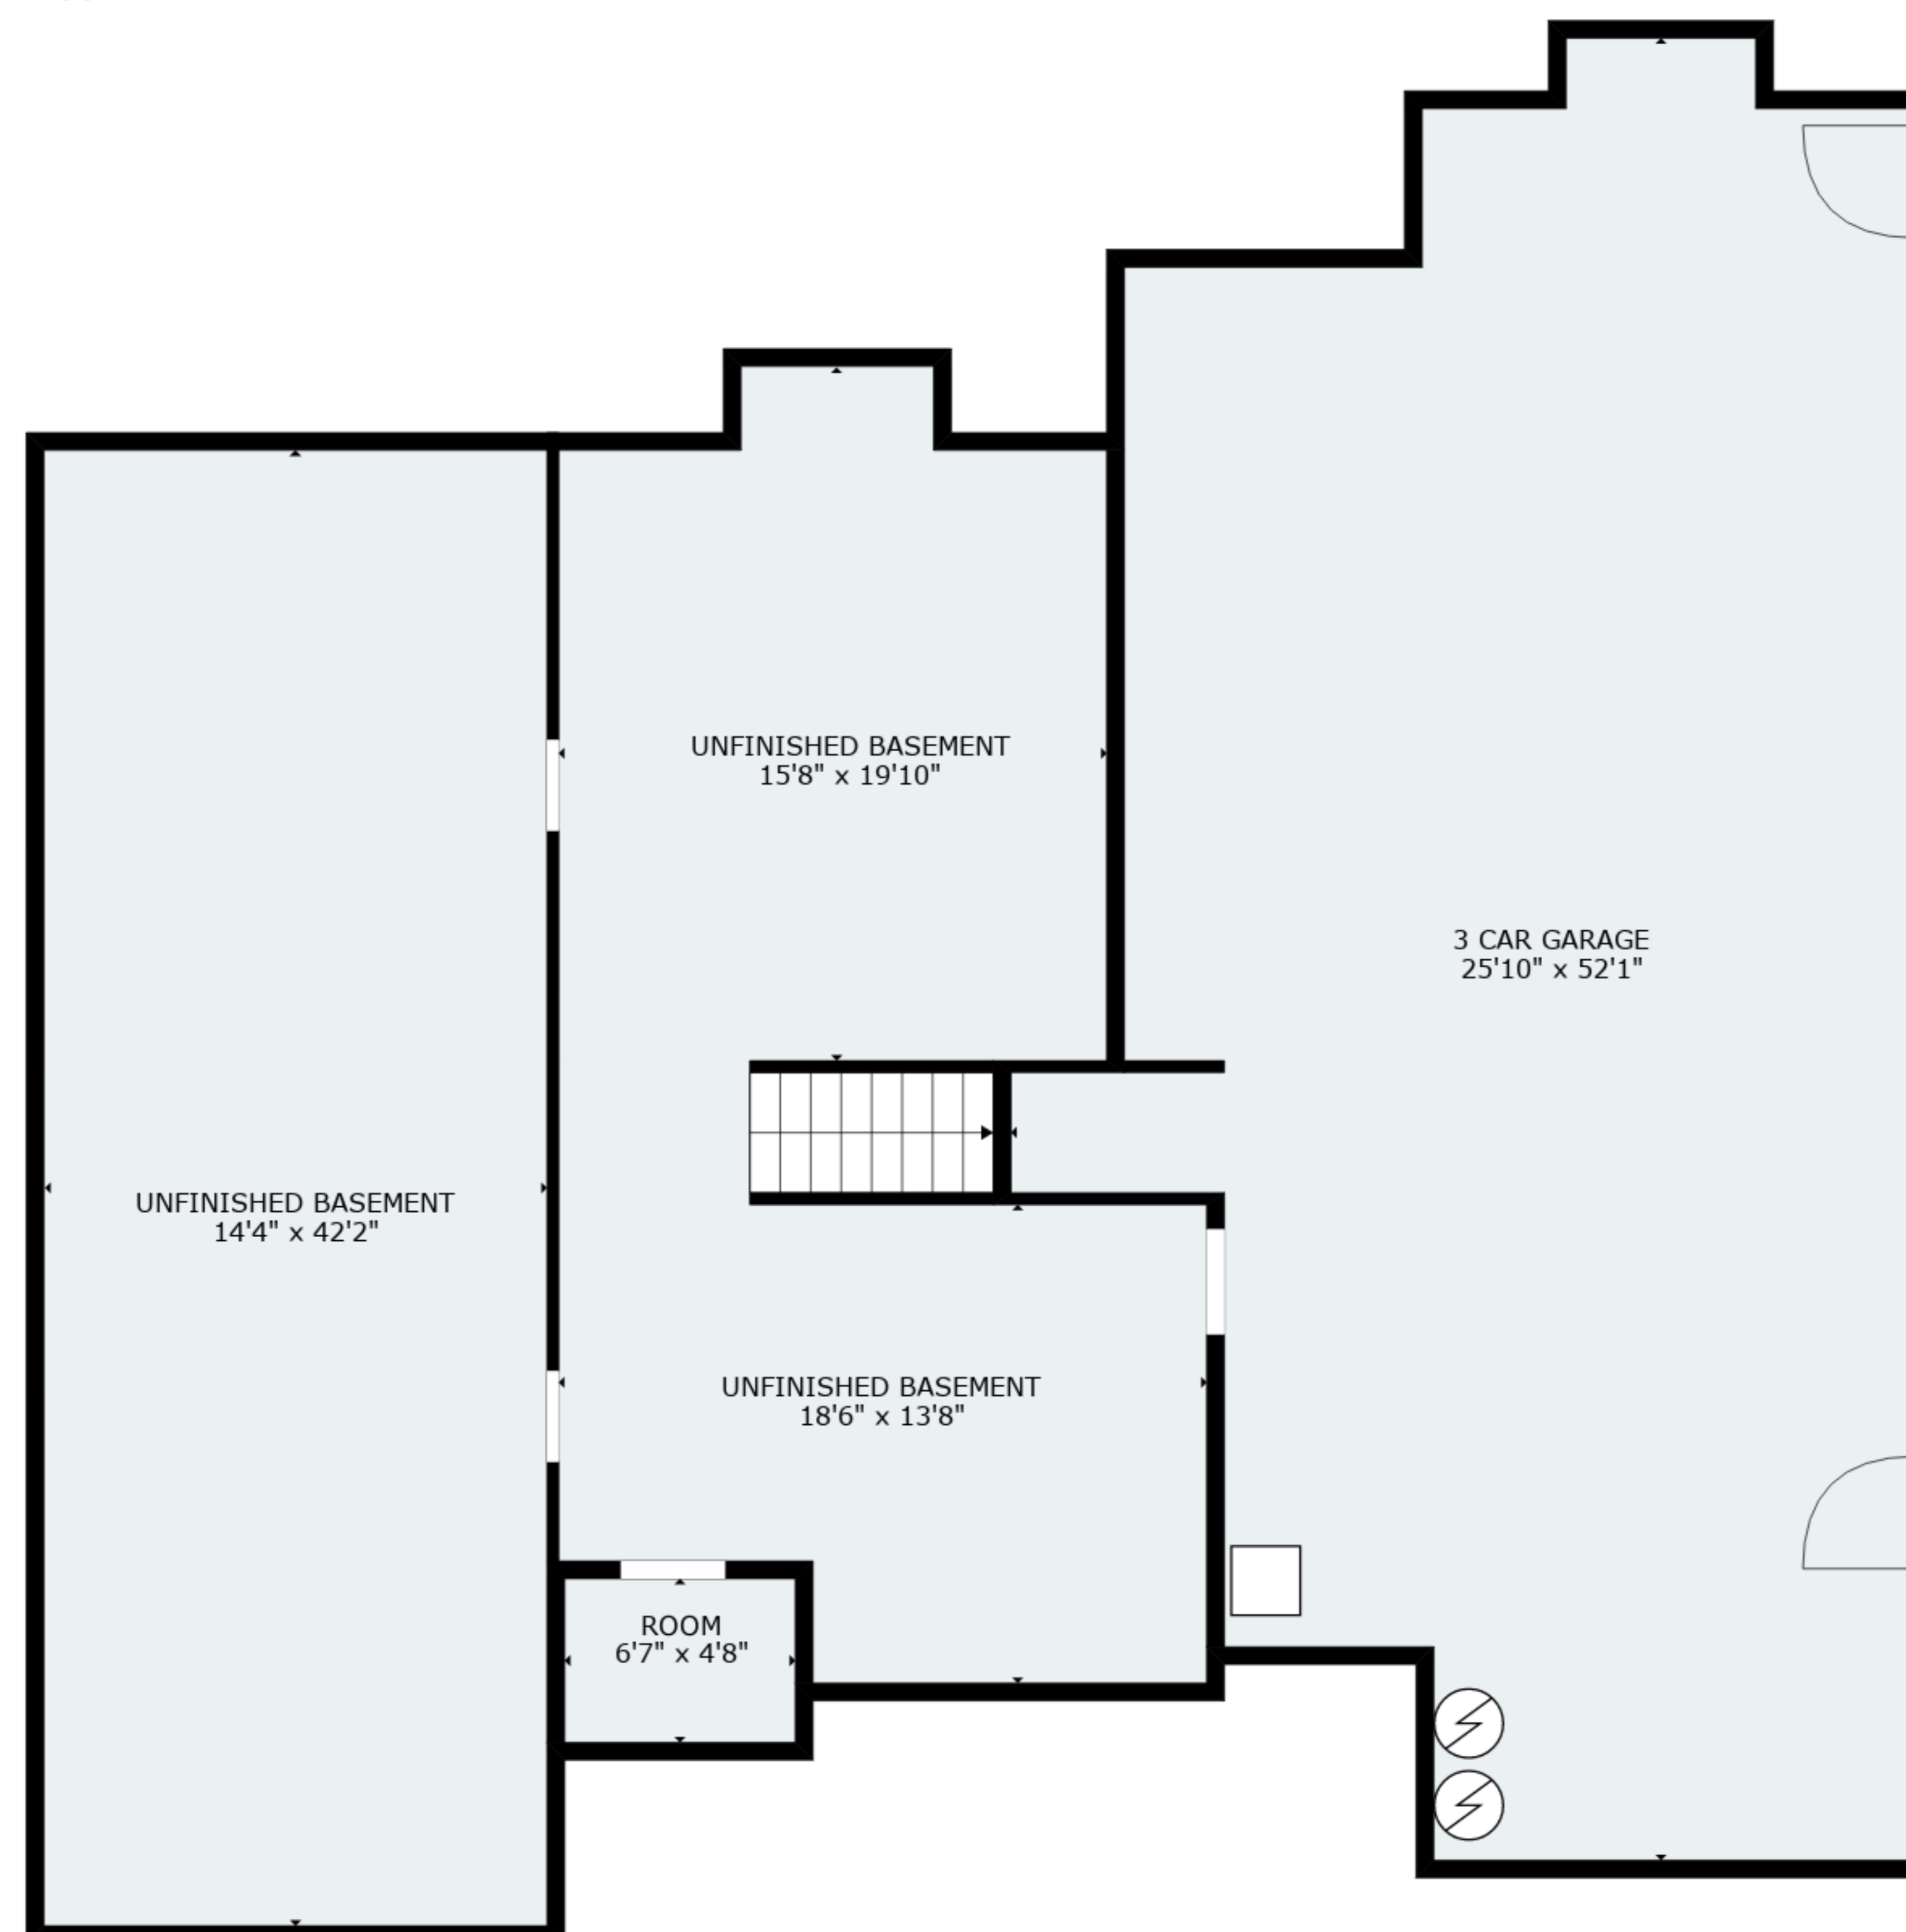 UNFINISHED BASEMENT
15'8" x 19'10"
3 CAR GARAGE
25'10" x 52'1"
UNFINISHED BASEMENT
14'4" x 42'2"
UNFINISHED BASEMENT
18'6" x 13'8"
ROOM
6'7" x 4'8"